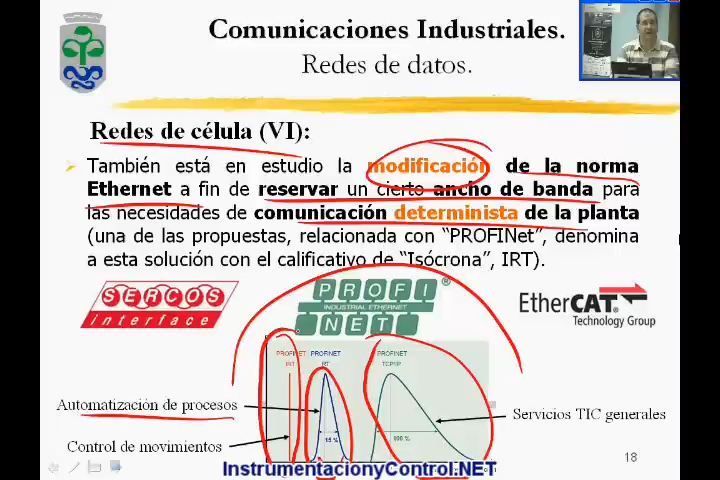 Comunicaciones Industriales.
Redes de datos.
Redes de célula (VI):
También está en estudio la modificación de la norma
Ethernet a fin de reservar un cierto ancho de banda para
las necesidades de comunicación determinista de la planta
(una de las propuestas, relacionada con “PROFINet”, denomina
a esta solución con el calificativo de “Isócrona”, IRT).
SERCOS
interface
PROFI
INDUSTRIAL ETHERNET
NET
®
EtherCAT
Technology Group
PROFINET
IRT
PROFINET
RT
PROFINET
TCP/IP
Automatización de procesos
Servicios TIC generales
15 %
100 %
Control de movimientos
18
InstrumentacionyControl.NET